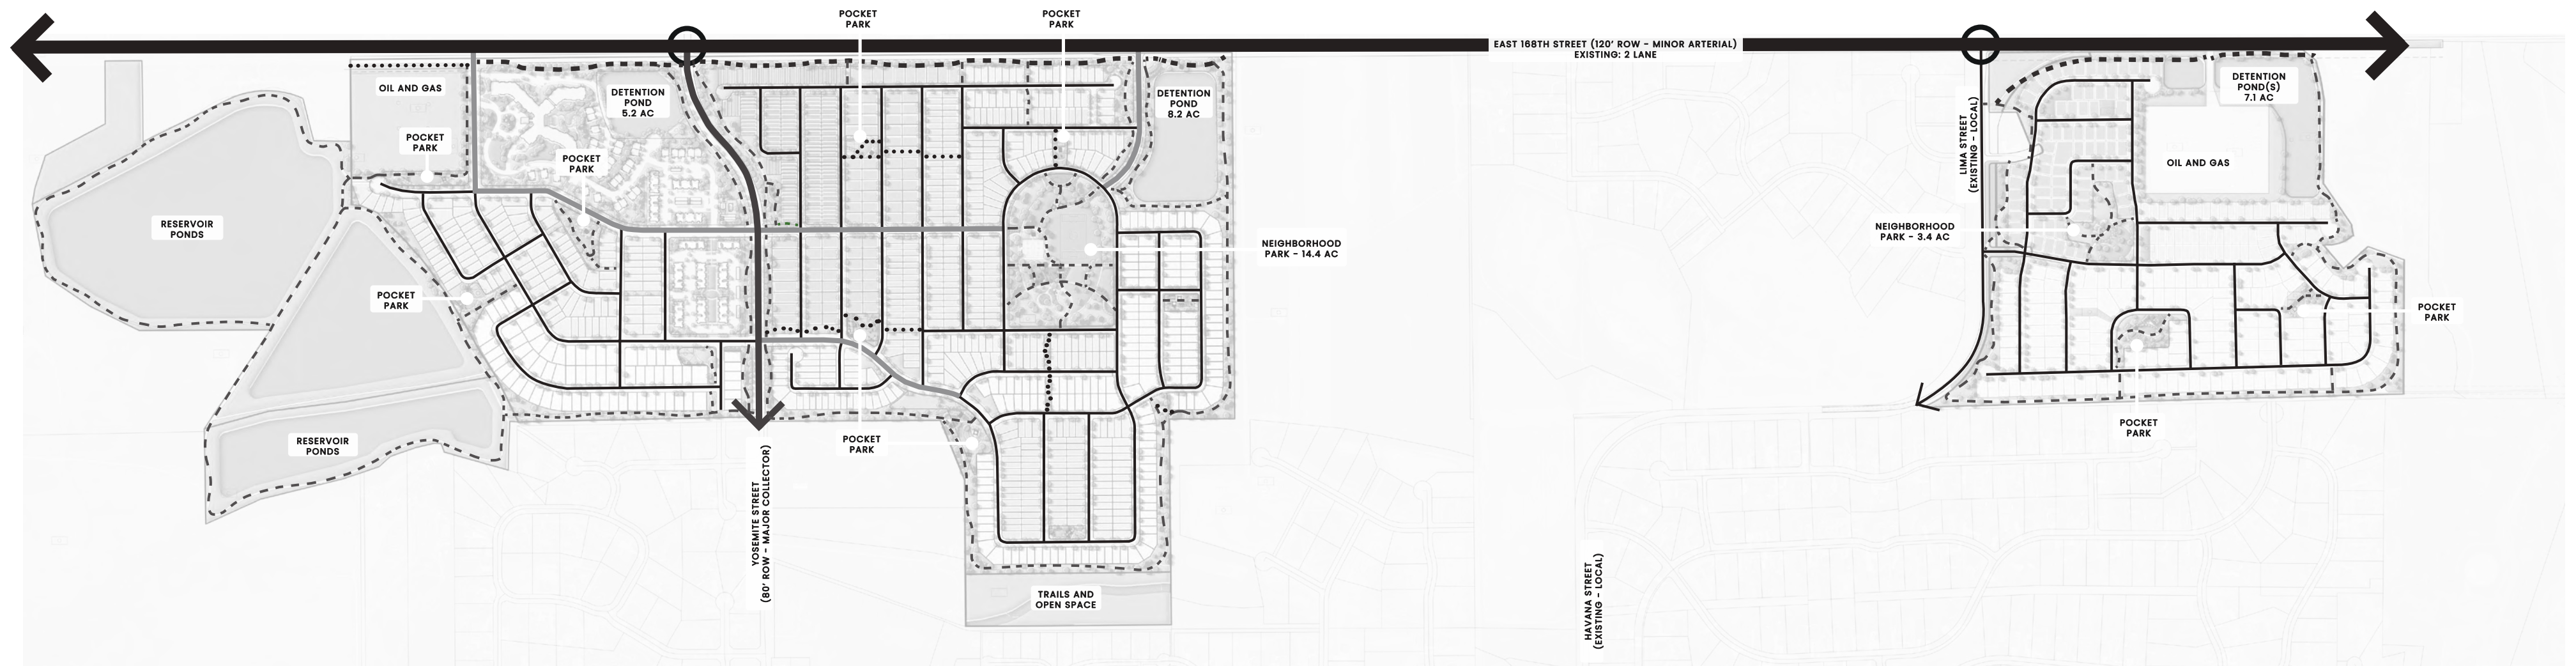 POCKET
PARK
POCKET
PARK
EAST 168TH STREET (120' ROW - MINOR ARTERIAL)
EXISTING: 2 LANE
OIL AND GAS
DETENTION
POND
5.2 AC
DETENTION
POND
8.2 AC
DETENTION
POND(S)
7.1 AC
POCKET
PARK
POCKET
PARK
LIMA STREET
(EXISTING - LOCAL)
OIL AND GAS
RESERVOIR
PONDS
NEIGHBORHOOD
PARK - 14.4 AC
NEIGHBORHOOD
PARK - 3.4 AC
POCKET
PARK
POCKET
PARK
RESERVOIR
PONDS
POCKET
PARK
POCKET
PARK
YOSEMITE STREET
(80' ROW - MAJOR COLLECTOR)
TRAILS AND
OPEN SPACE
HAVANA STREET
(EXISTING - LOCAL)